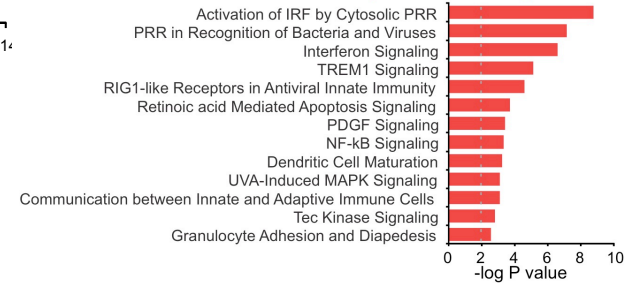 Activation of IRF by Cytosolic PRR
PRR in Recognition of Bacteria and Viruses
Interferon Signaling
TREM1 Signaling
RIG1-like Receptors in Antiviral Innate Immunity
Retinoic acid Mediated Apoptosis Signaling
PDGF Signaling
NF-kB Signaling
Dendritic Cell Maturation
UVA-Induced MAPK Signaling
Communication between Innate and Adaptive Immune Cells
Tec Kinase Signaling
Granulocyte Adhesion and Diapedesis
0 2 4 6 8 10
-log P value